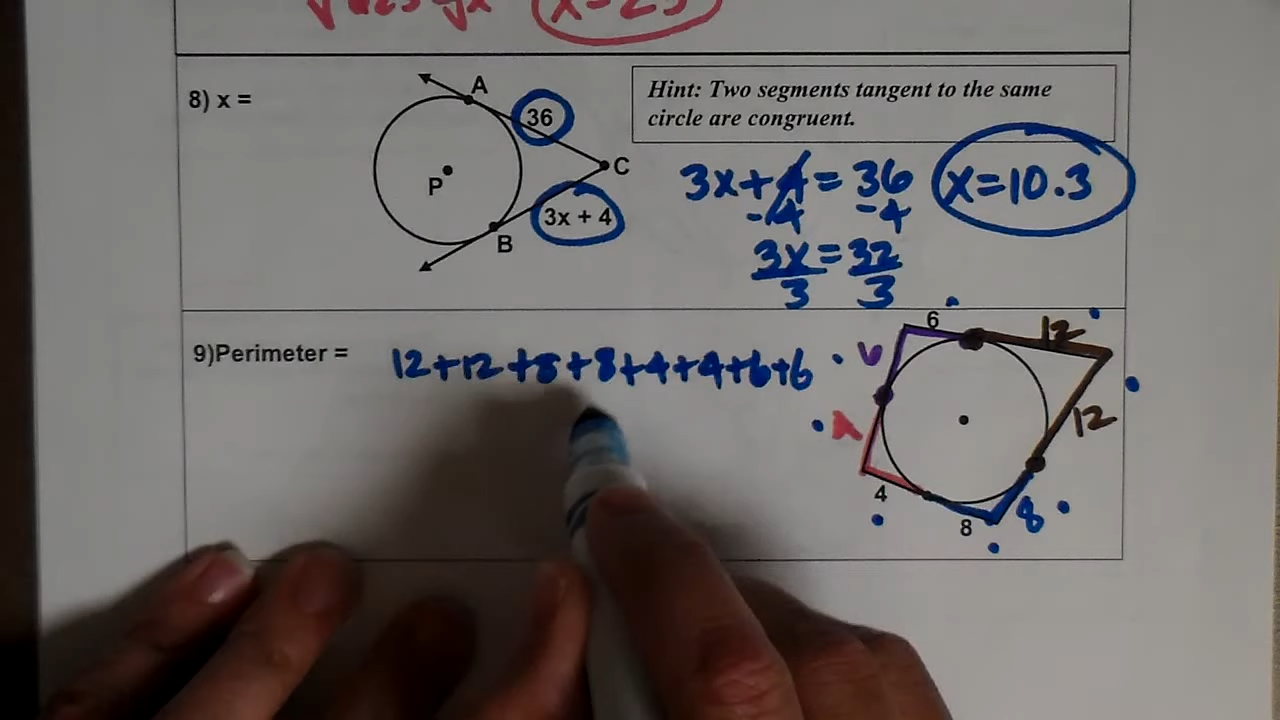 x=25
8) x =
A
36
C
P
3x + 4
B
Hint: Two segments tangent to the same
circle are congruent.
3x+4=36
-4 -4
3x=32
3 3
x=10.3
9)Perimeter =
12+12+8+8+4+4+6+6
6
12
12
4
8
8